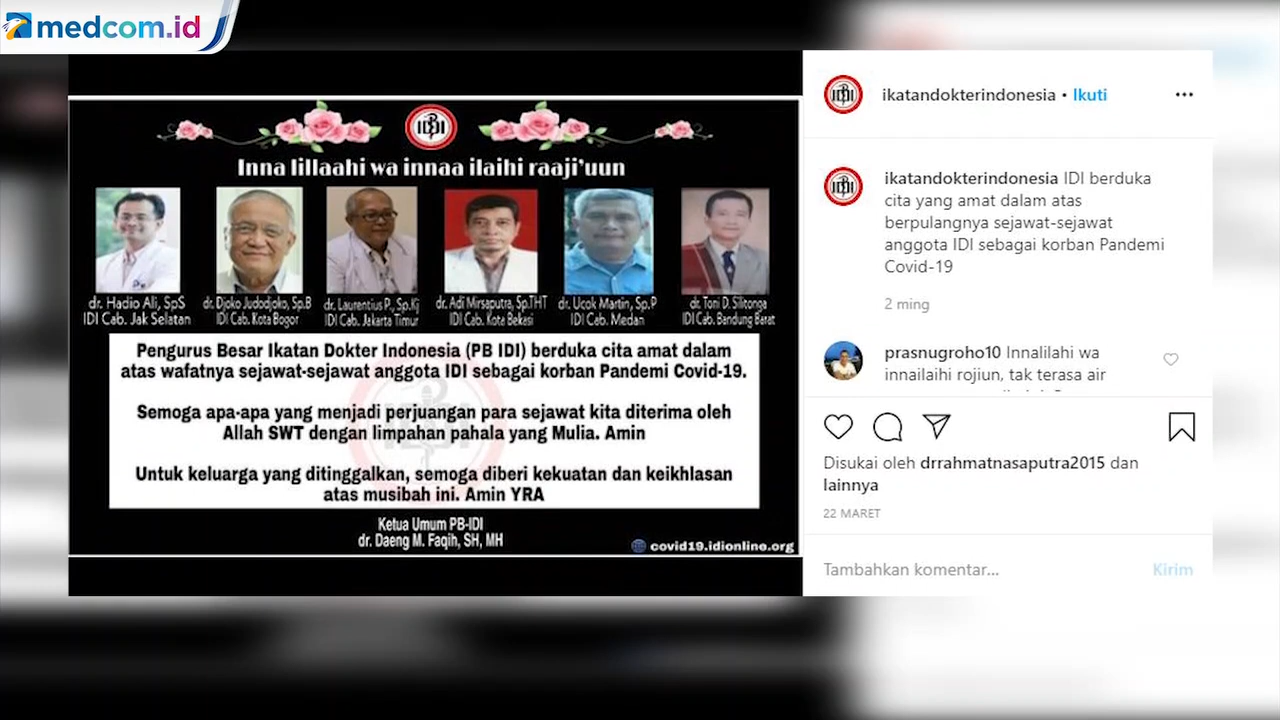 medcom.id
IDI
Inna lillaahi wa innaa ilaihi raaji'uun
dr. Hadio Ali, SpS
IDI Cab. Jak Selatan
dr. Djoko Judodjoko, Sp.B
IDI Cab. Kota Bogor
dr. Laurentius P., Sp.Kj
IDI Cab. Jakarta Timur
dr. Adi Mirsaputra, Sp.THT
IDI Cab. Kota Bekasi
dr. Ucok Martin, Sp.P
IDI Cab. Medan
dr. Toni D. Silitonga
IDI Cab. Bandung Barat
Pengurus Besar Ikatan Dokter Indonesia (PB IDI) berduka cita amat dalam
atas wafatnya sejawat-sejawat anggota IDI sebagai korban Pandemi Covid-19.
Semoga apa-apa yang menjadi perjuangan para sejawat kita diterima oleh
Allah SWT dengan limpahan pahala yang Mulia. Amin
Untuk keluarga yang ditinggalkan, semoga diberi kekuatan dan keikhlasan
atas musibah ini. Amin YRA
Ketua Umum PB-IDI
dr. Daeng M. Faqih, SH, MH
covid19.idionline.org
ikatandokterindonesia • Ikuti
ikatandokterindonesia IDI berduka
cita yang amat dalam atas
berpulangnya sejawat-sejawat
anggota IDI sebagai korban Pandemi
Covid-19
2 ming
prasnugroho10 Innalilahi wa
innailaihi rojiun, tak terasa air
Disukai oleh drrahmatnasaputra2015 dan
lainnya
22 MARET
Tambahkan komentar...
Kirim